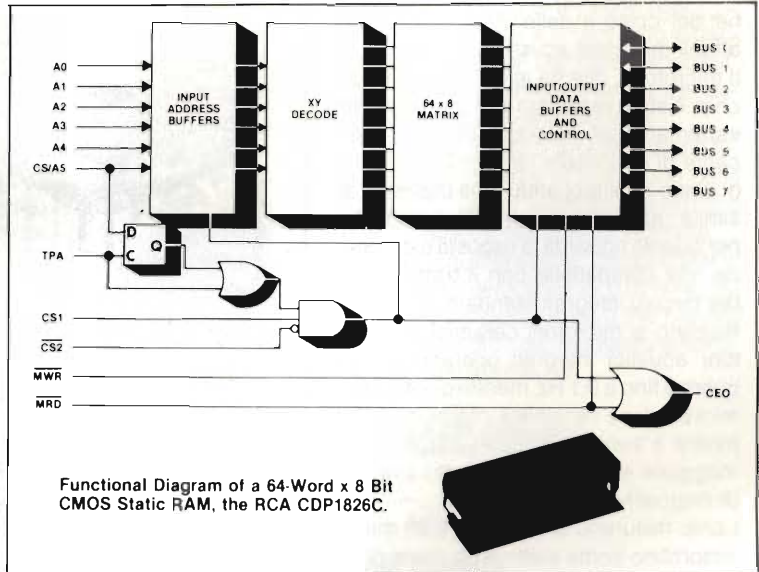 INPUT
ADDRESS
BUFFERS
XY
DECODE
64 x 8
MATRIX
INPUT/OUTPUT
DATA
BUFFERS
AND
CONTROL
A0
A1
A2
A3
A4
CS/A5
TPA
CS1
CS2
MWR
MRD
D
Q
C
BUS 0
BUS 1
BUS 2
BUS 3
BUS 4
BUS 5
BUS 6
BUS 7
CEO
Functional Diagram of a 64-Word x 8 Bit
CMOS Static RAM, the RCA CDP1826C.